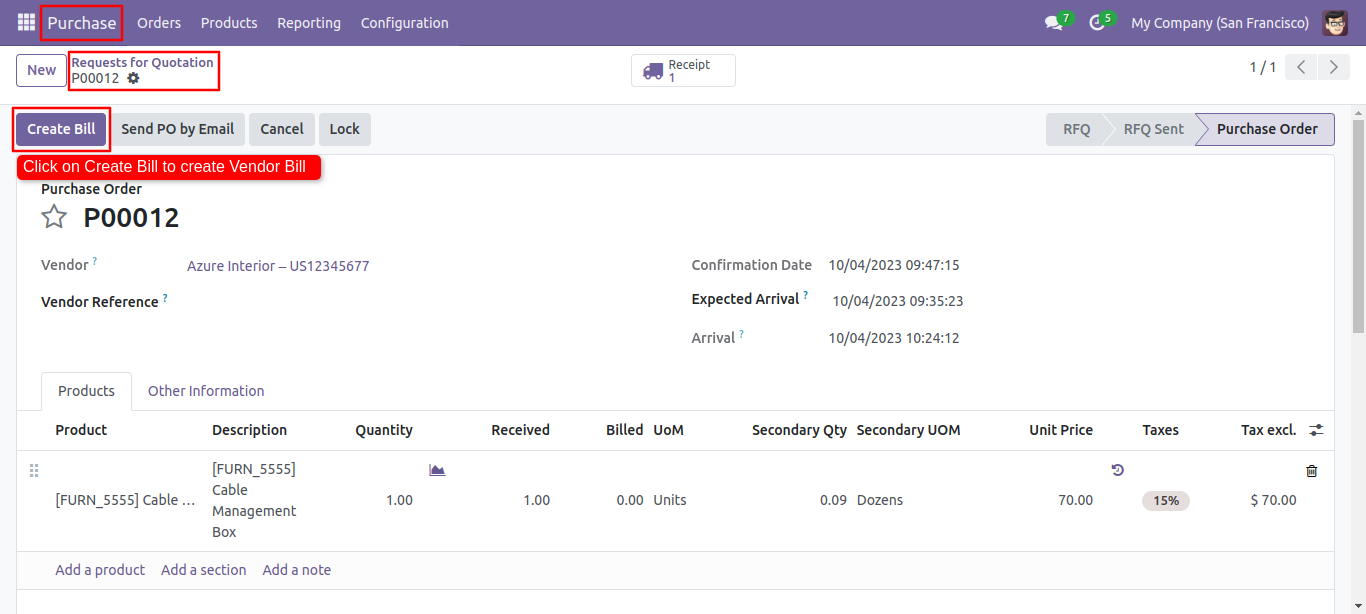 Purchase Orders Products Reporting Configuration 7 5 My Company (San Francisco)
New Requests for Quotation P00012 Receipt 1 1 / 1
Create Bill Send PO by Email Cancel Lock RFQ RFQ Sent Purchase Order
Click on Create Bill to create Vendor Bill
Purchase Order
P00012
Vendor ? Azure Interior – US12345677 Confirmation Date 10/04/2023 09:47:15
Vendor Reference ? Expected Arrival ? 10/04/2023 09:35:23
Arrival ? 10/04/2023 10:24:12
Products Other Information
Product Description Quantity Received Billed UoM Secondary Qty Secondary UOM Unit Price Taxes Tax excl.
[FURN_5555]
Cable
[FURN_5555] Cable ... Management 1.00 1.00 0.00 Units 0.09 Dozens 70.00 15% $ 70.00
Box
Add a product Add a section Add a note